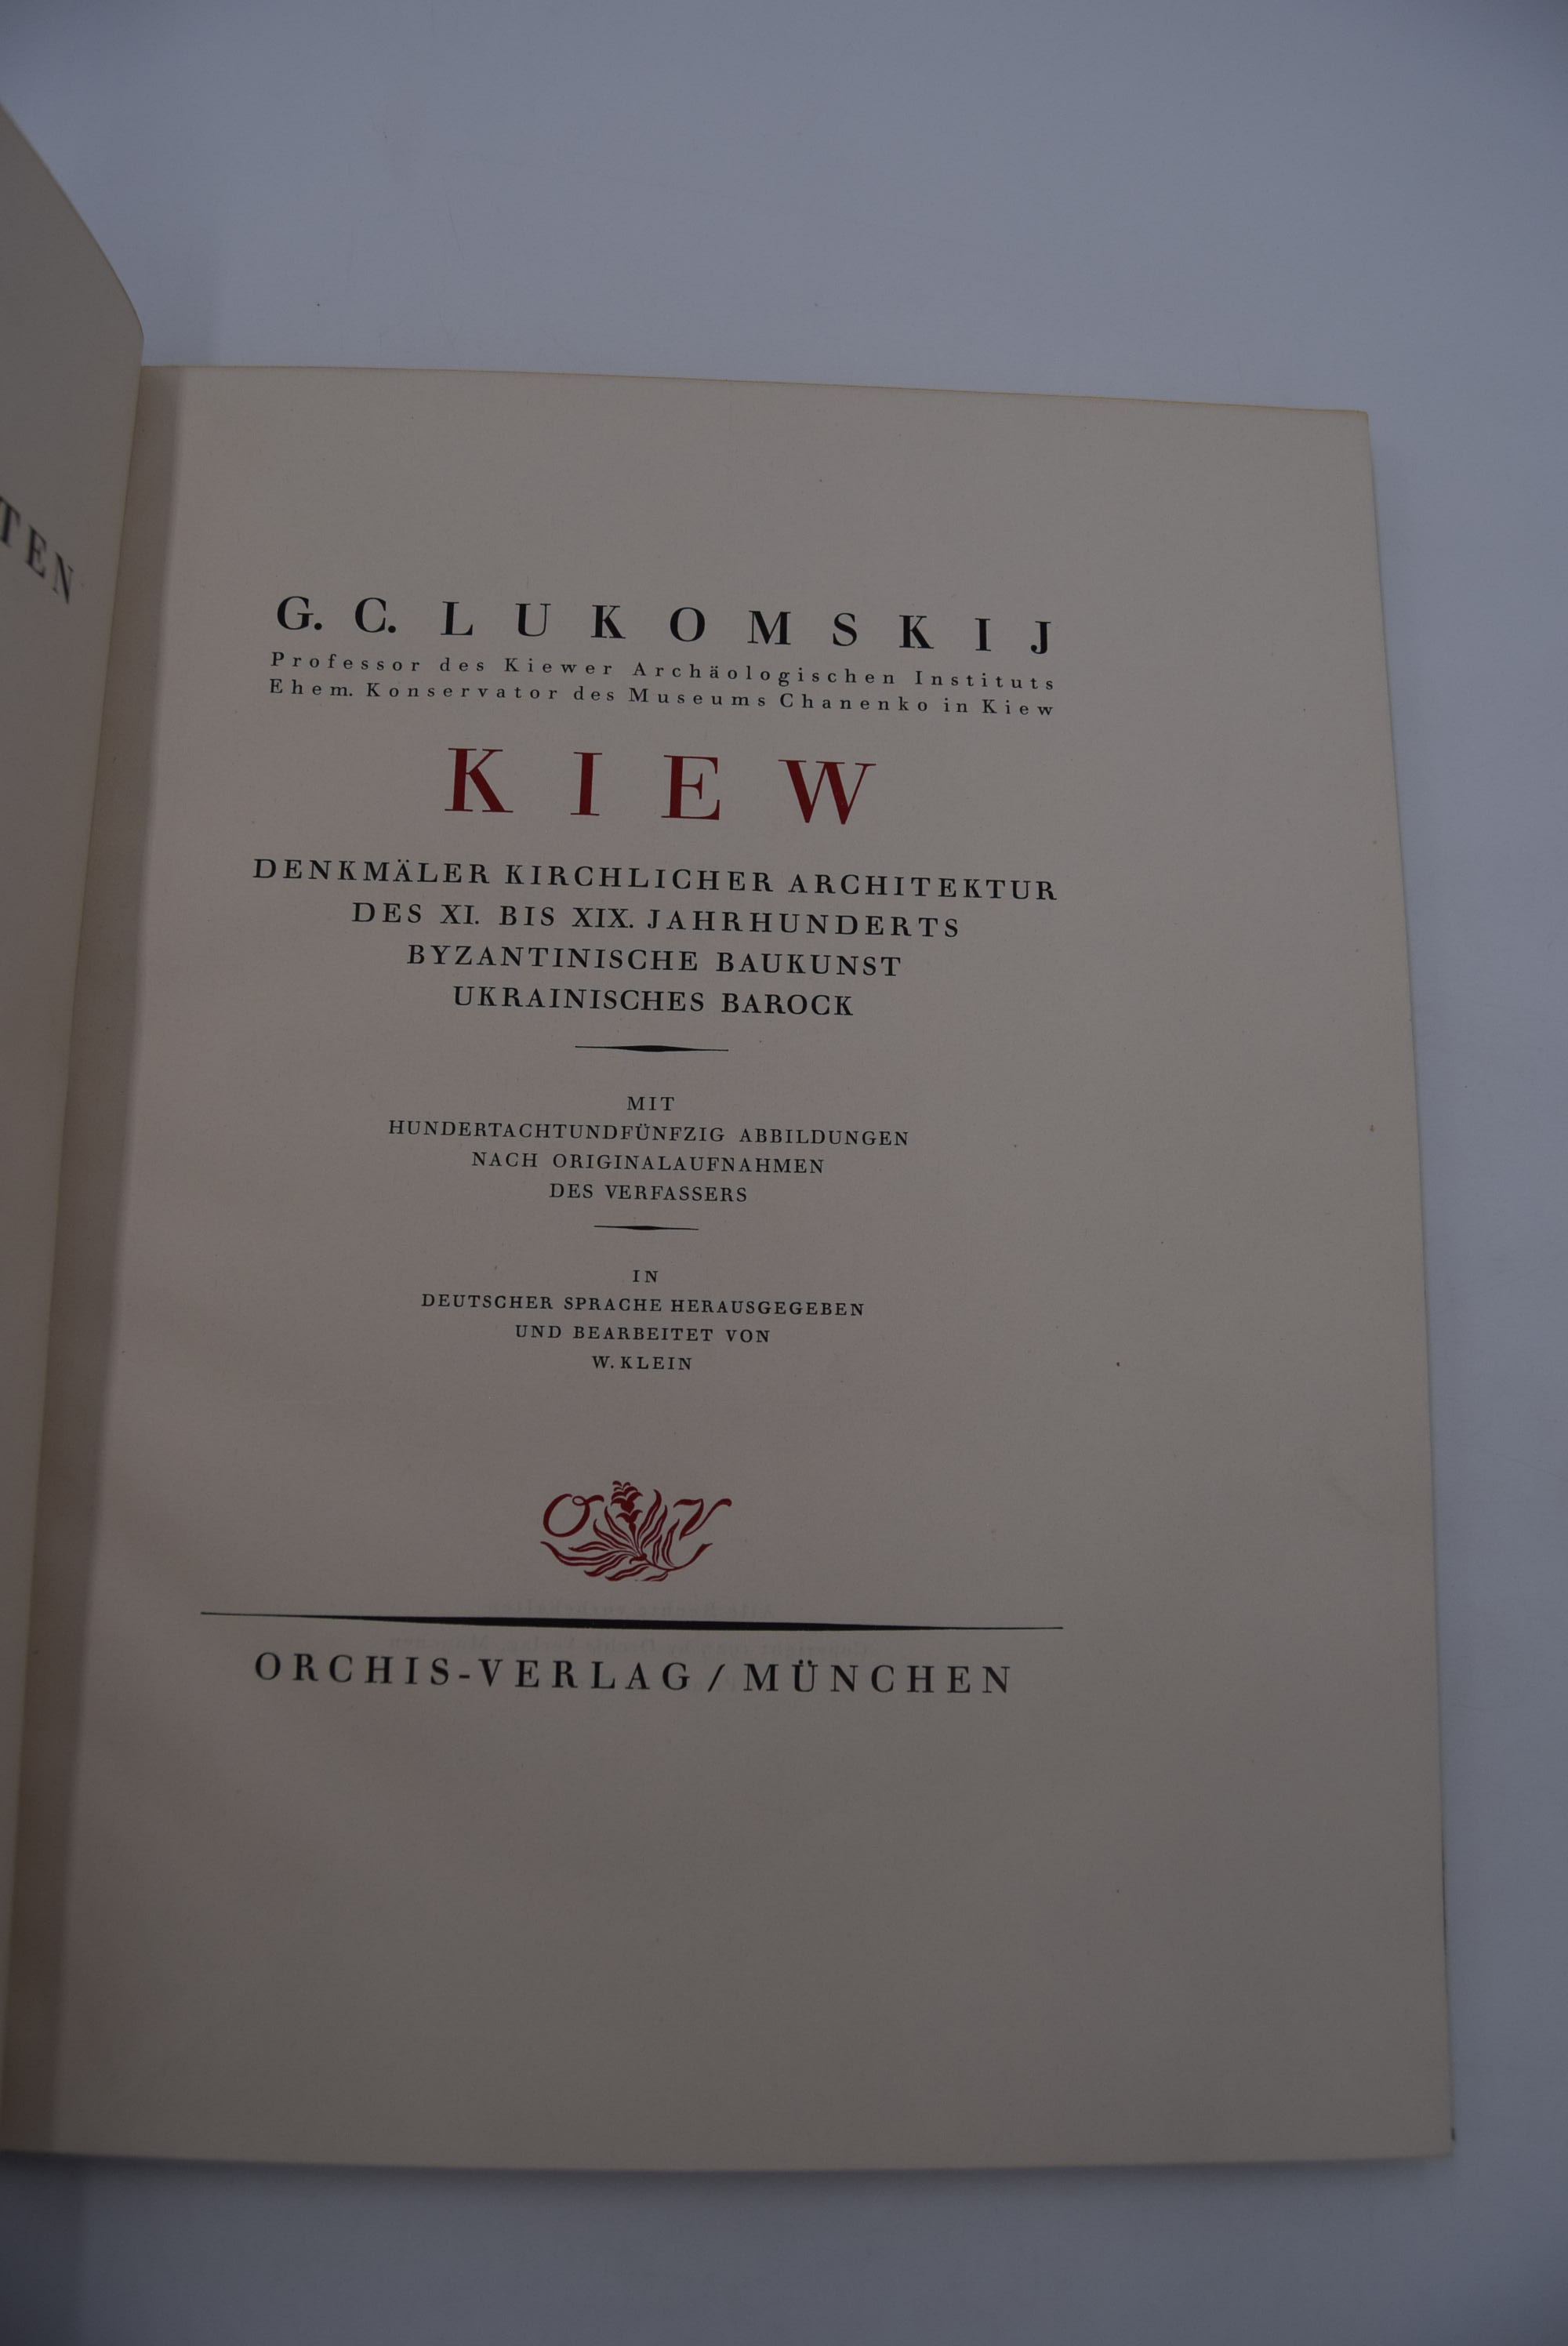 TEN
G. C. LUKOMSKIJ
Professor des Kiewer Archäologischen Instituts
Ehem. Konservator des Museums Chanenko in Kiew
KIEW
DENKMÄLER KIRCHLICHER ARCHITEKTUR
DES XI. BIS XIX. JAHRHUNDERTS
BYZANTINISCHE BAUKUNST
UKRAINISCHES BAROCK
MIT
HUNDERTACHTUNDFÜNFZIG ABBILDUNGEN
NACH ORIGINALAUFNAHMEN
DES VERFASSERS
IN
DEUTSCHER SPRACHE HERAUSGEGEBEN
UND BEARBEITET VON
W. KLEIN
OV
ORCHIS-VERLAG / MÜNCHEN